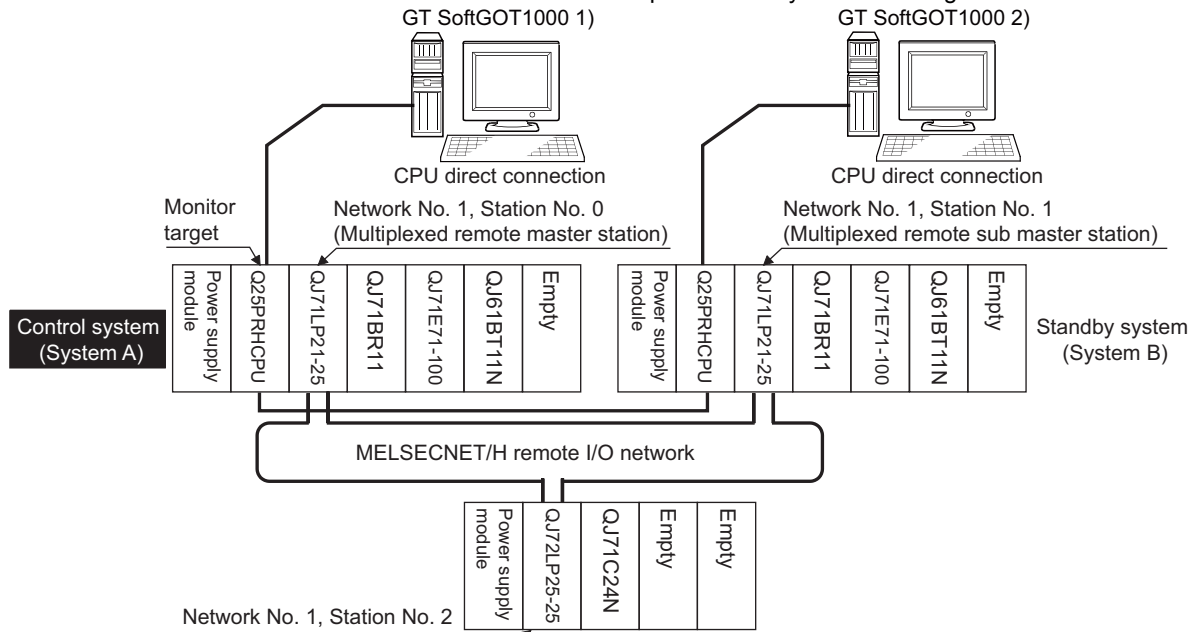 GT SoftGOT1000 1)
GT SoftGOT1000 2)
CPU direct connection
CPU direct connection
Monitor
target
Network No. 1, Station No. 0
(Multiplexed remote master station)
Network No. 1, Station No. 1
(Multiplexed remote sub master station)
Control system
(System A)
Power supply
module
Q25PRHCPU
QJ71LP21-25
QJ71BR11
QJ71E71-100
QJ61BT11N
Empty
Power supply
module
Q25PRHCPU
QJ71LP21-25
QJ71BR11
QJ71E71-100
QJ61BT11N
Empty
Standby system
(System B)
MELSECNET/H remote I/O network
Power supply
module
QJ72LP25-25
QJ71C24N
Empty
Empty
Network No. 1, Station No. 2